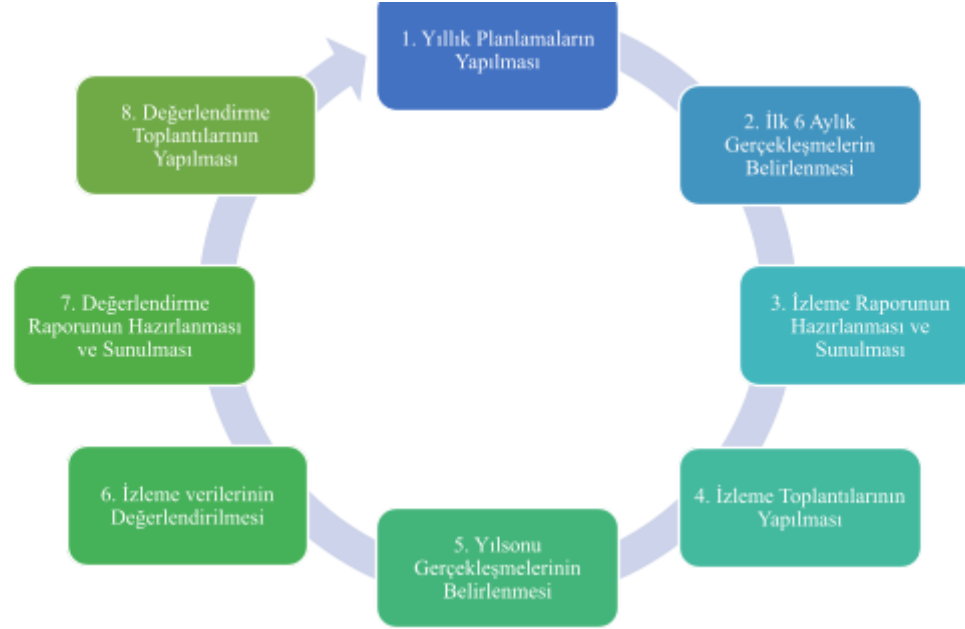 1. Yıllık Planlamaların
Yapılması
2. İlk 6 Aylık
Gerçekleşmelerin
Belirlenmesi
3. İzleme Raporunun
Hazırlanması ve
Sunulması
4. İzleme Toplantılarının
Yapılması
5. Yılsonu
Gerçekleşmelerinin
Belirlenmesi
6. İzleme verilerinin
Değerlendirilmesi
7. Değerlendirme
Raporunun Hazırlanması
ve Sunulması
8. Değerlendirme
Toplantılarının
Yapılması